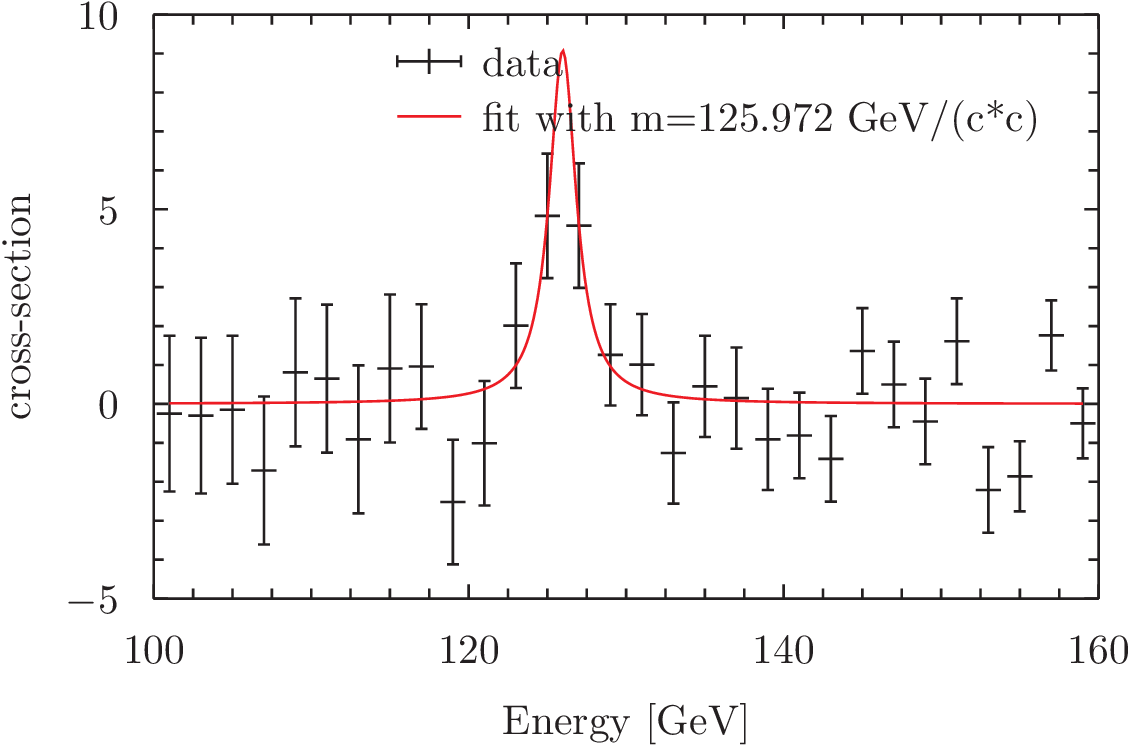 10
5
0
−5
cross-section
data
fit with m=125.972 GeV/(c*c)
100 120 140 160
Energy [GeV]